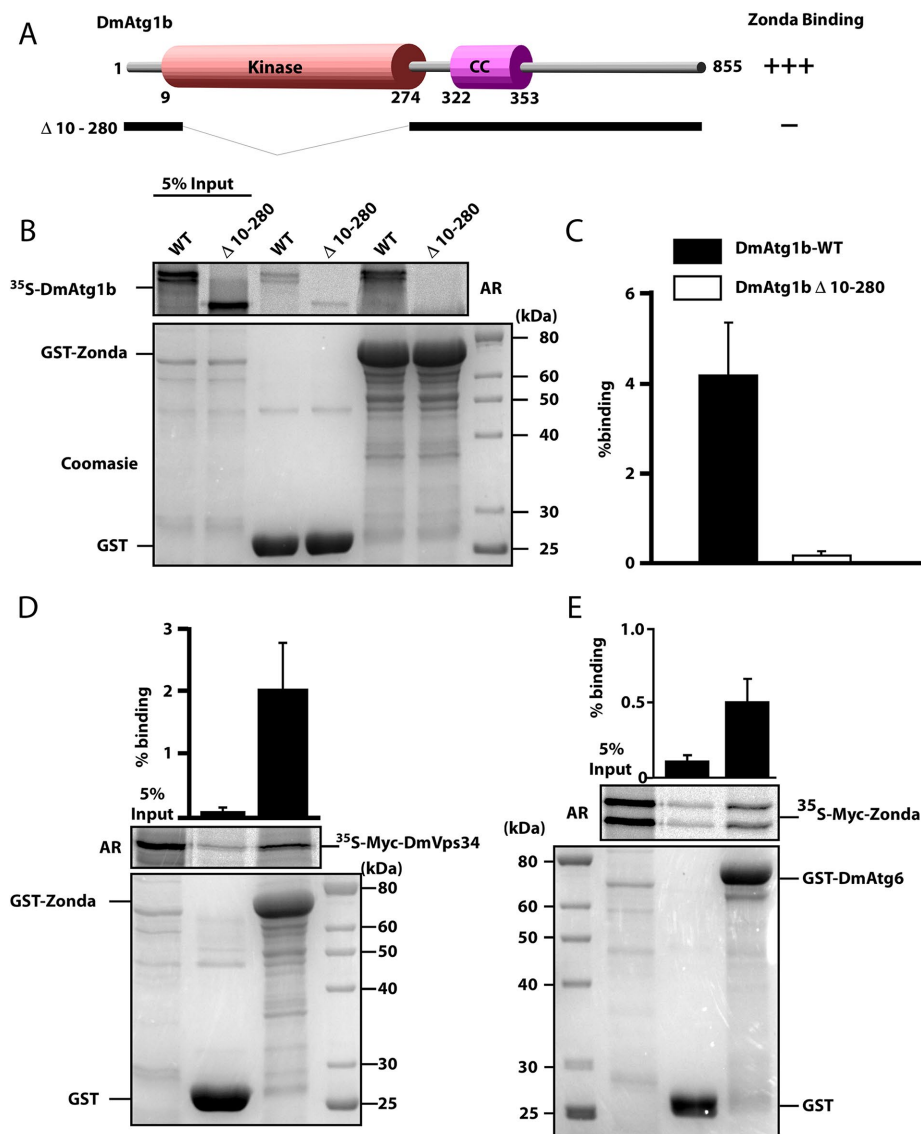 A
DmAtg1b
Zonda Binding
1
Kinase
CC
855
+++
9
274
322
353
Δ 10 - 280
–
5% Input
B
WT
Δ 10-280
WT
Δ 10-280
WT
Δ 10-280
³⁵S-DmAtg1b
AR
(kDa)
GST-Zonda
80
60
50
40
30
25
Coomasie
GST
C
DmAtg1b-WT
DmAtg1b Δ 10-280
6
4
2
0
%binding
D
3
2
1
% binding
5%
Input
AR
³⁵S-Myc-DmVps34
(kDa)
GST-Zonda
80
60
50
40
30
25
GST
E
1.0
0.5
0
% binding
5%
Input
AR
³⁵S-Myc-Zonda
(kDa)
80
60
50
40
30
25
GST-DmAtg6
GST